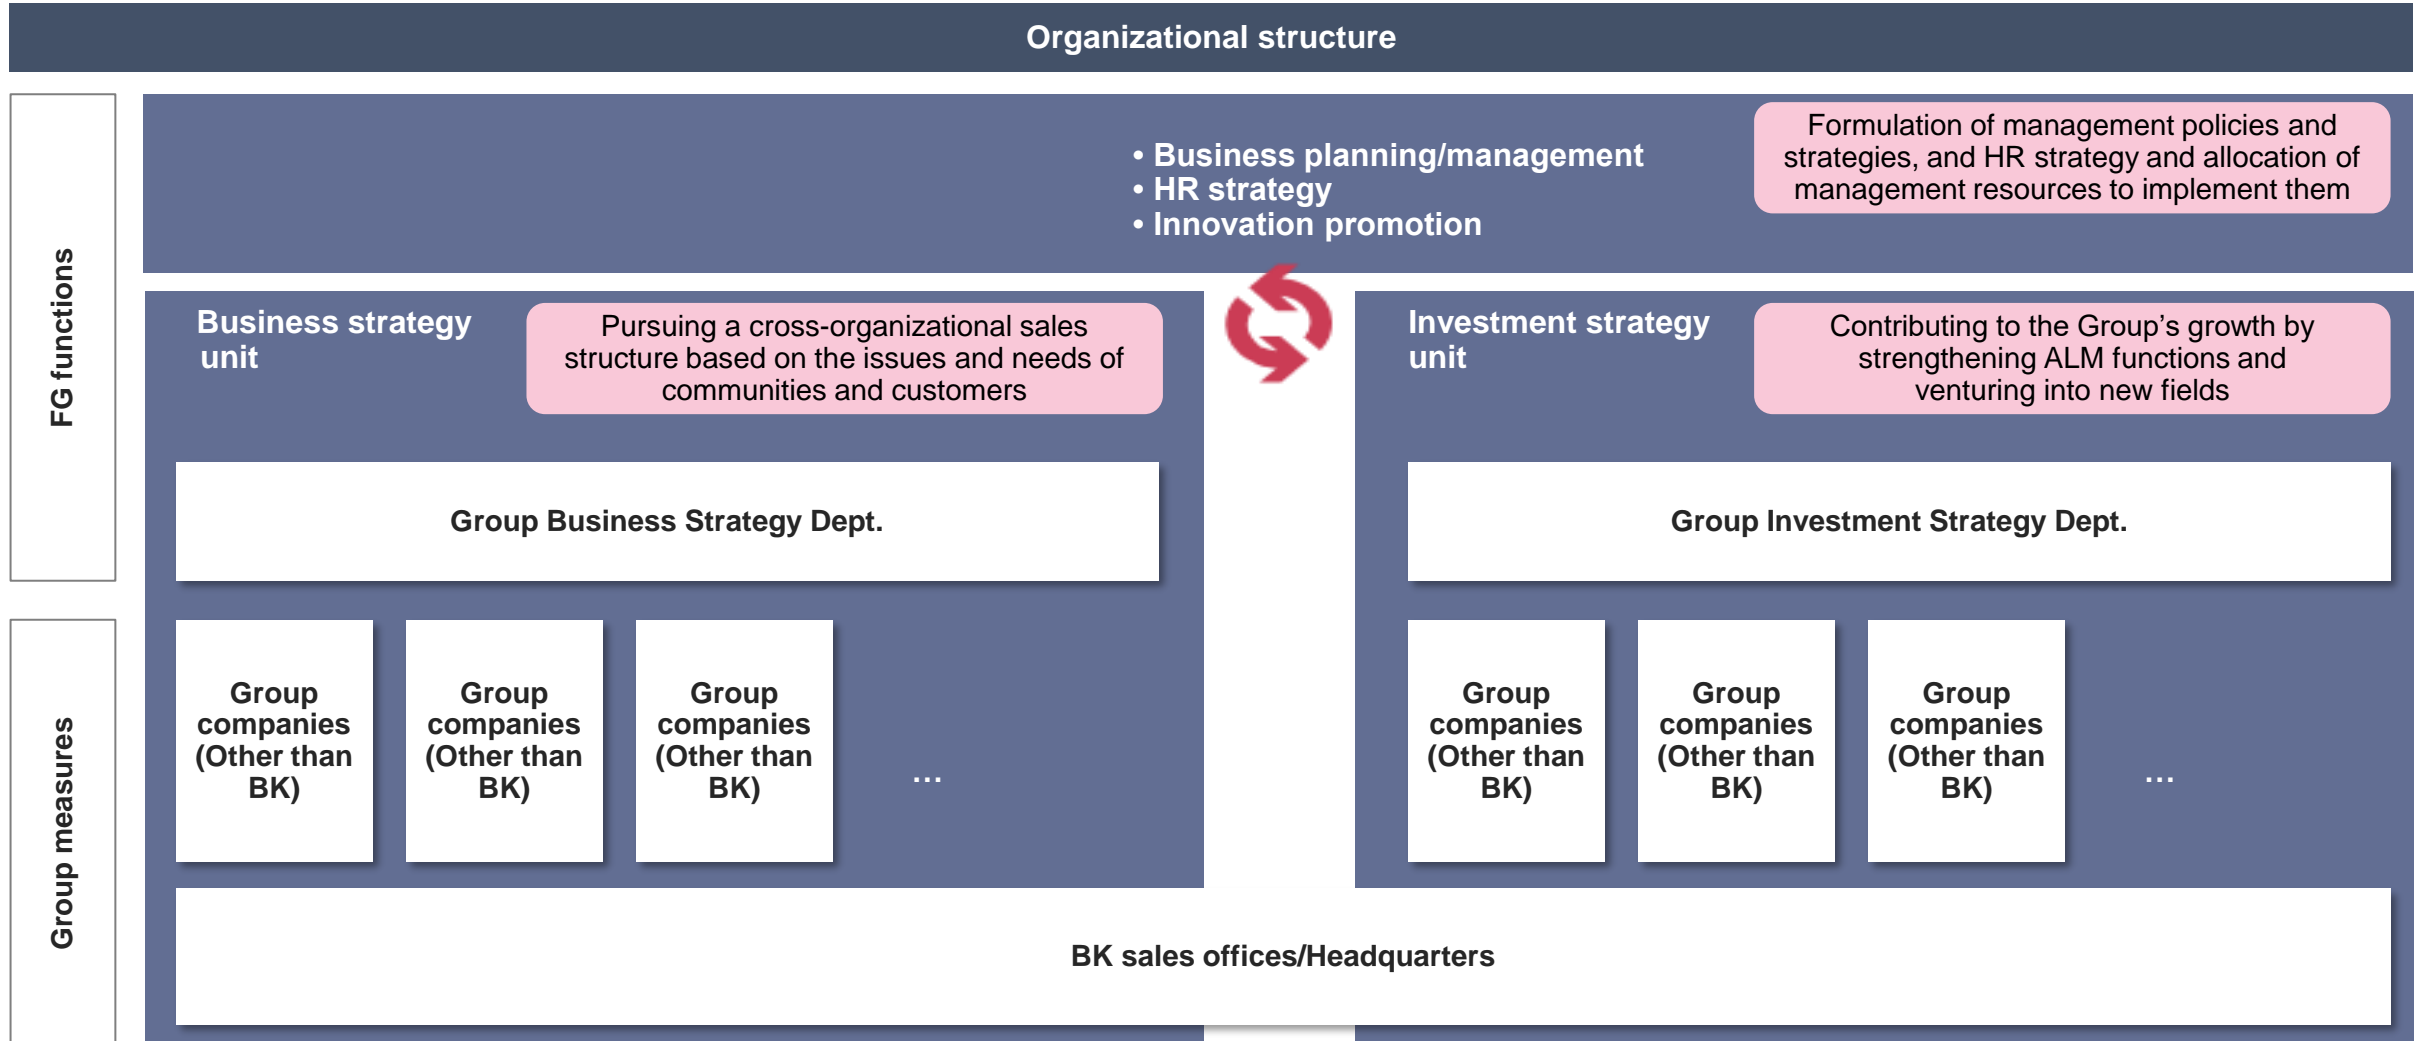 Organizational structure
FG functions
• Business planning/management
• HR strategy
• Innovation promotion
Formulation of management policies and
strategies, and HR strategy and allocation of
management resources to implement them
Business strategy
unit
Pursuing a cross-organizational sales
structure based on the issues and needs of
communities and customers
Investment strategy
unit
Contributing to the Group’s growth by
strengthening ALM functions and
venturing into new fields
Group Business Strategy Dept.
Group Investment Strategy Dept.
Group measures
Group
companies
(Other than
BK)
Group
companies
(Other than
BK)
Group
companies
(Other than
BK)
…
Group
companies
(Other than
BK)
Group
companies
(Other than
BK)
Group
companies
(Other than
BK)
…
BK sales offices/Headquarters